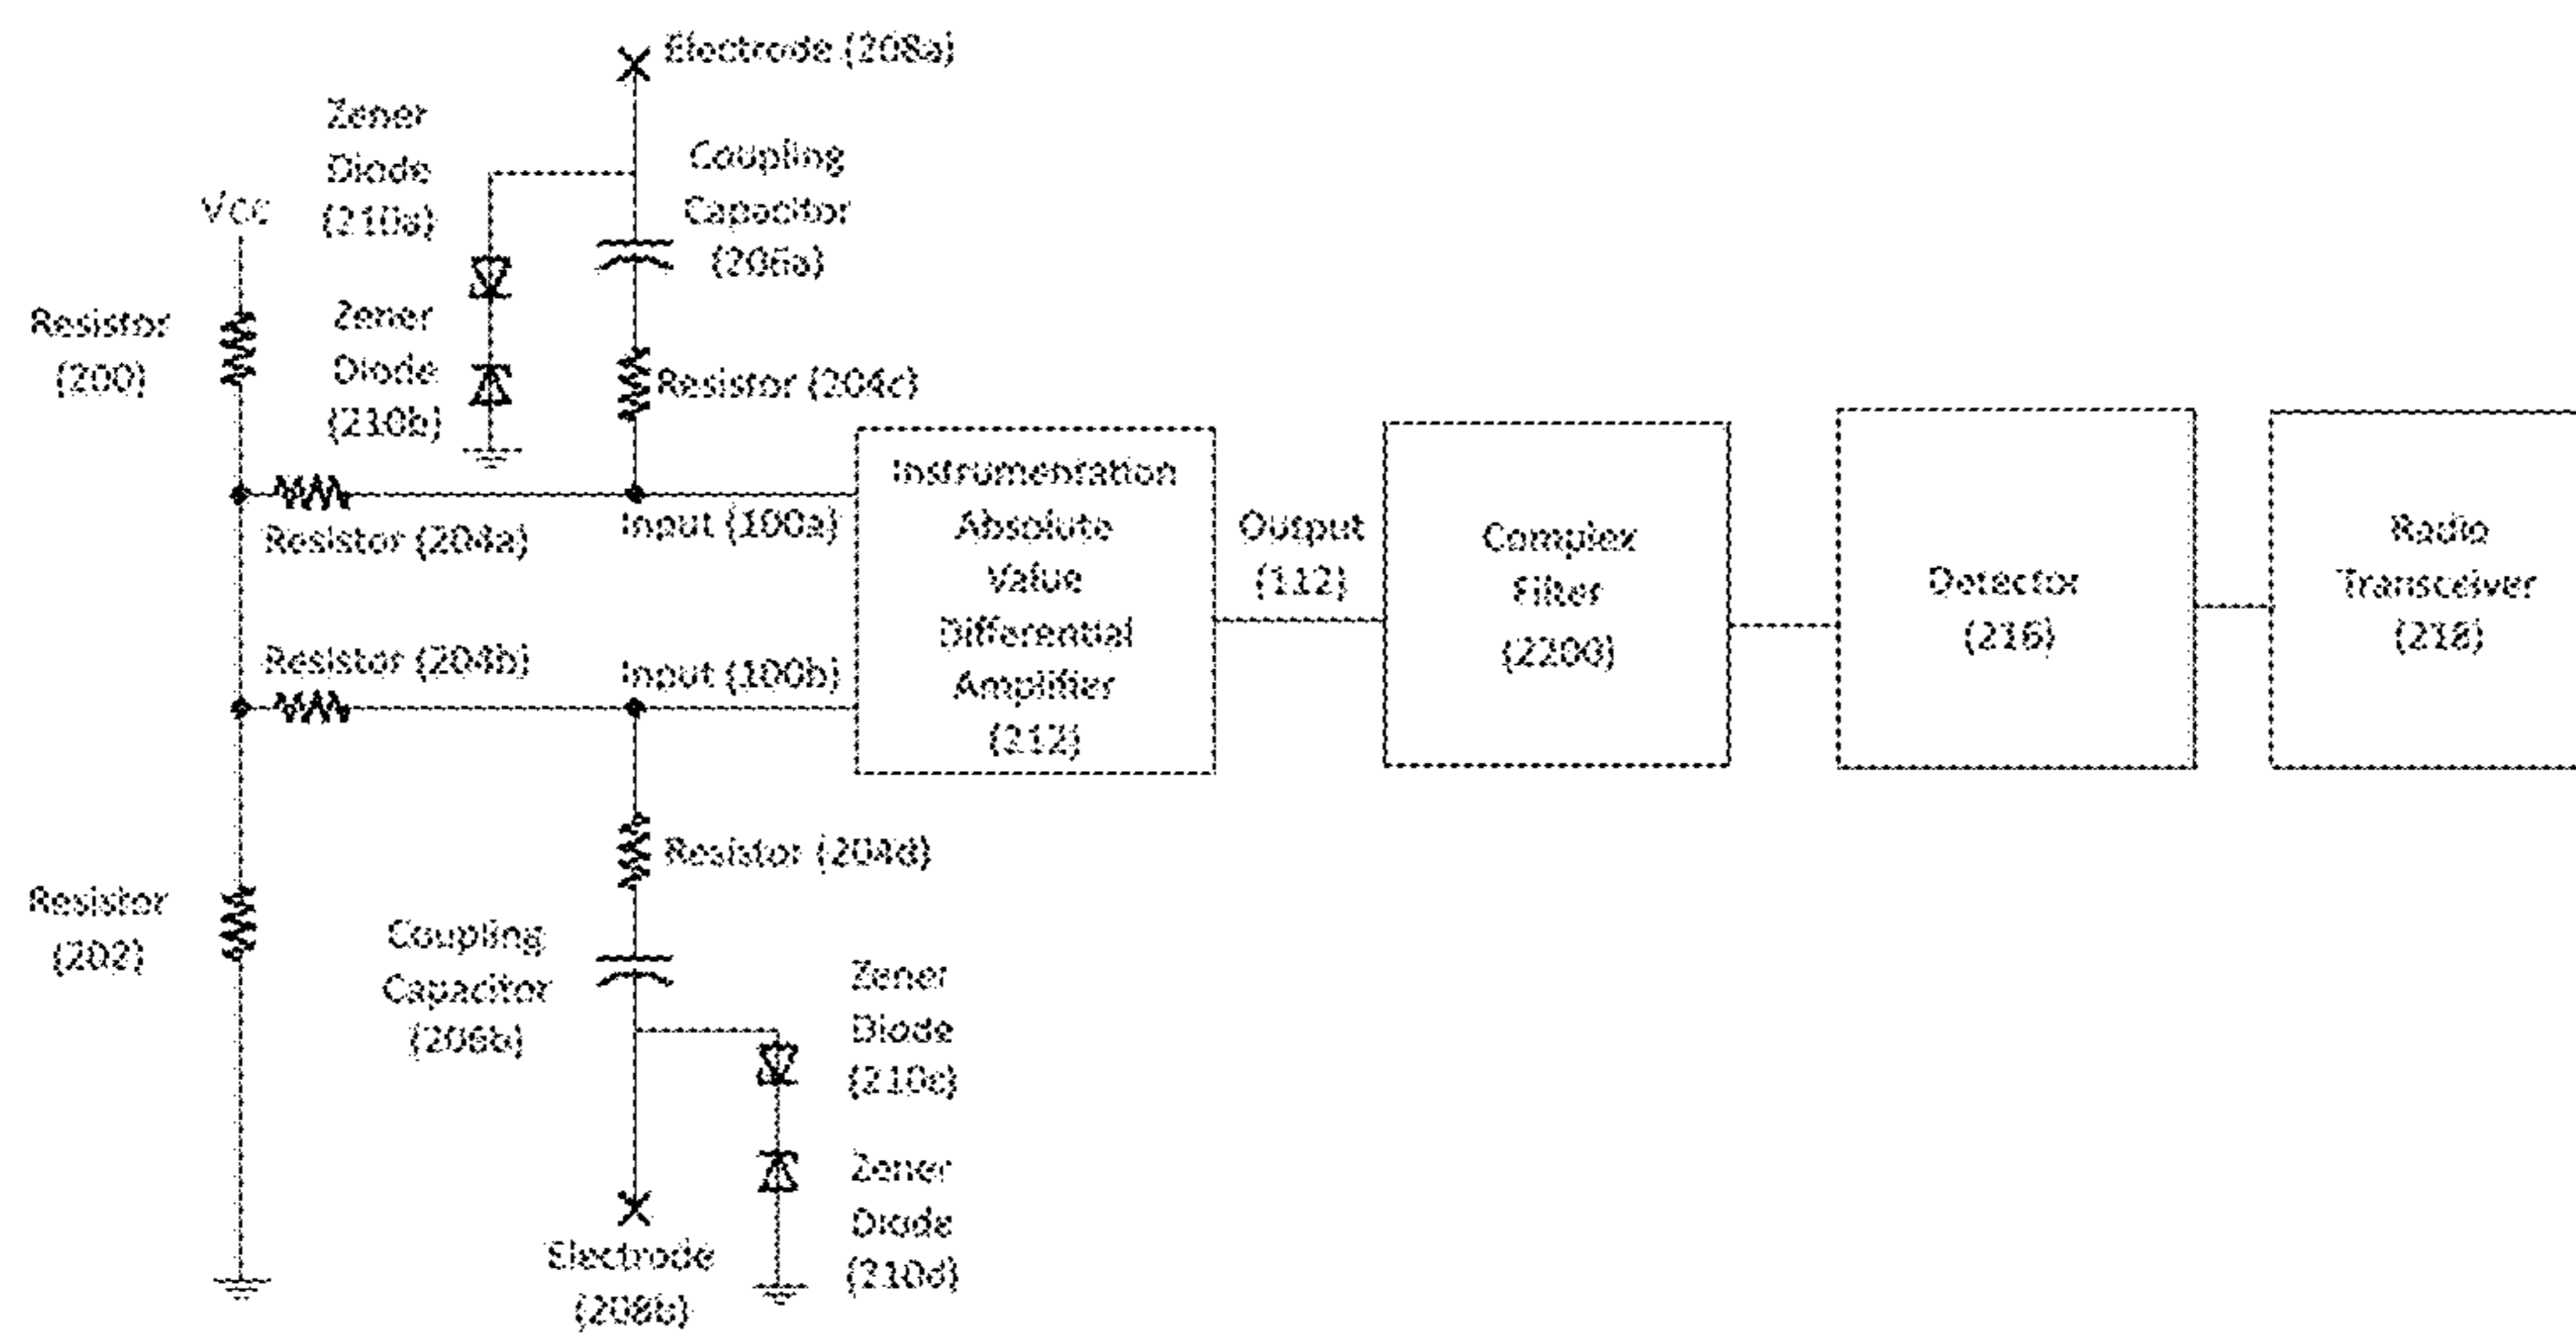 Electrode (208a)
Zener
Diode
(210a)
Coupling
Capacitor
(206a)
Vcc
Resistor
(200)
Zener
Diode
(210b)
Resistor (204c)
Resistor (204a)
Input (100a)
Instrumentation
Absolute
Value
Differential
Amplifier
(212)
Output
(112)
Complex
Filter
(2200)
Detector
(216)
Radio
Transceiver
(218)
Resistor (204b)
Input (100b)
Resistor (204d)
Resistor
(202)
Coupling
Capacitor
(206b)
Zener
Diode
(210c)
Zener
Diode
(210d)
Electrode
(208b)